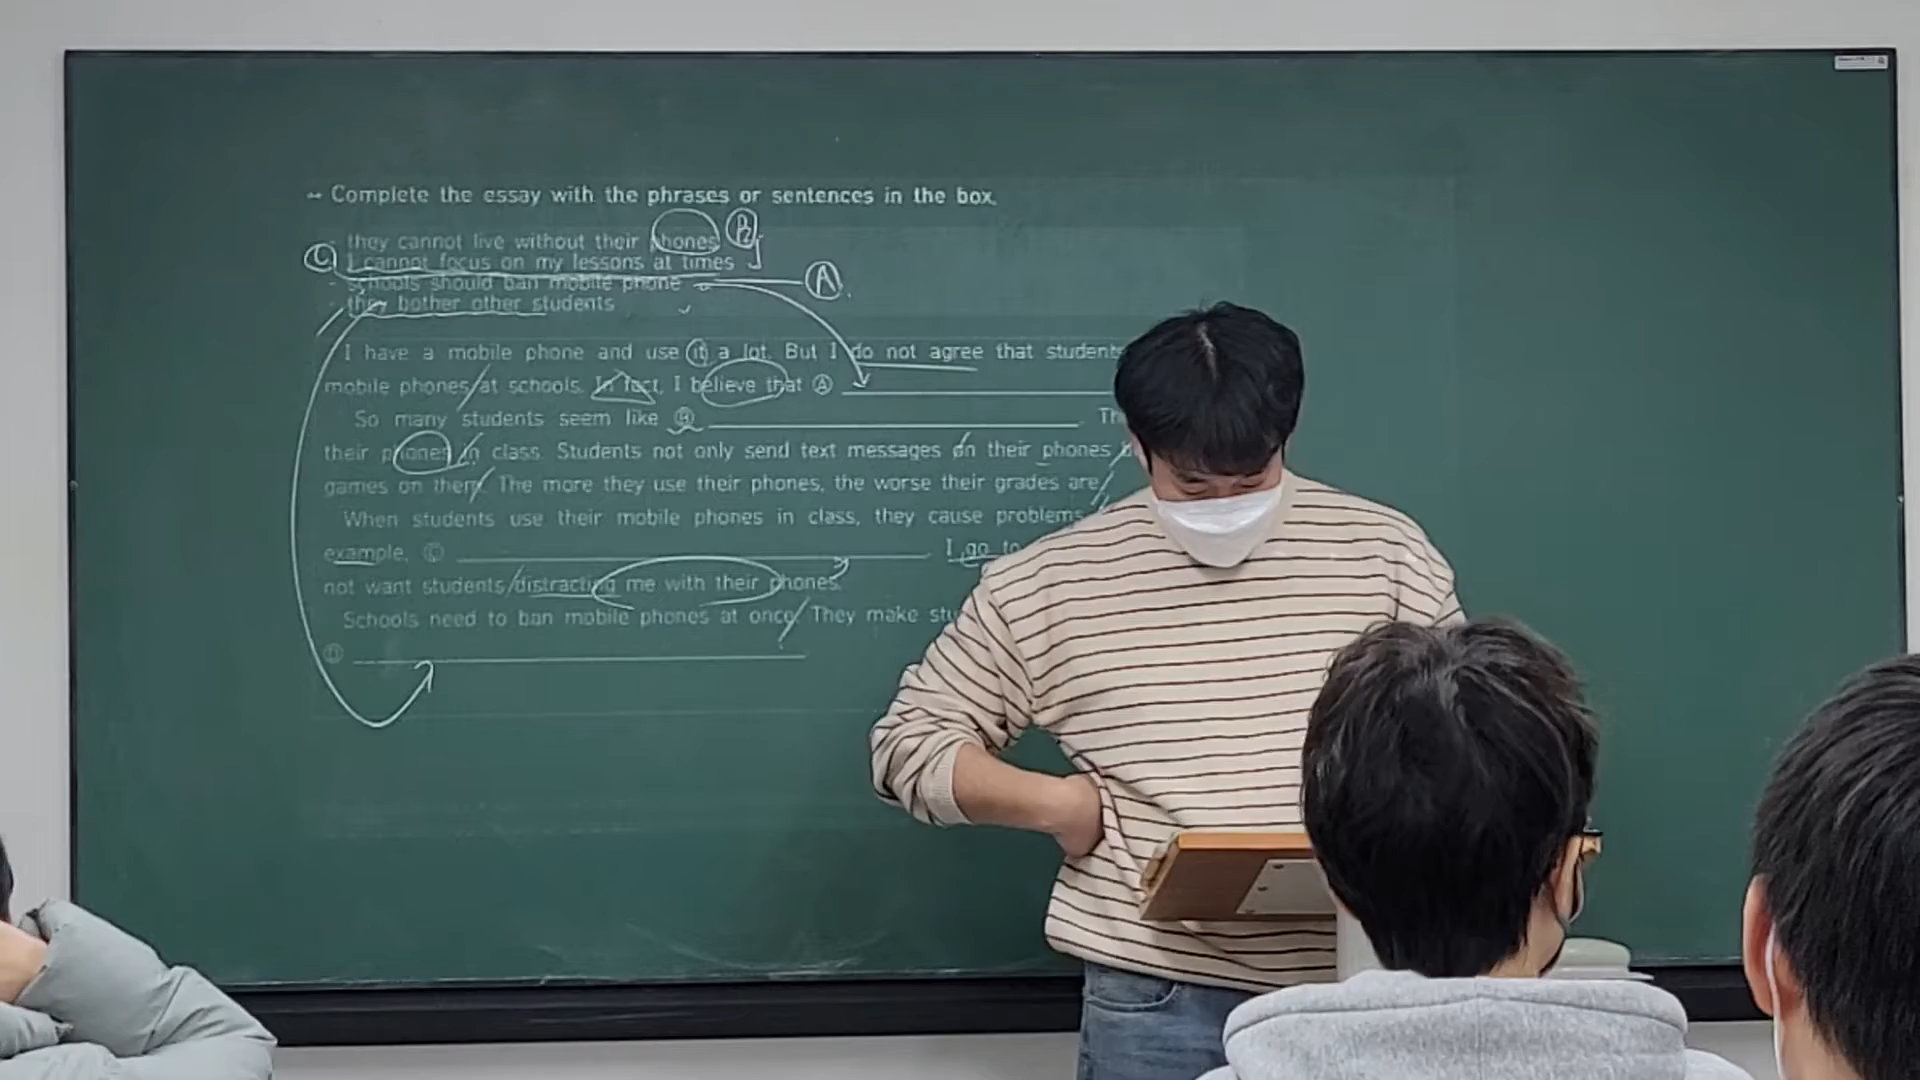 Complete the essay with the phrases or sentences in the box.
they cannot live without their phones Ⓑ
Ⓒ I cannot focus on my lessons at times
- schools should ban mobile phone Ⓐ
- they bother other students
I have a mobile phone and use it a lot. But I do not agree that students
mobile phones at schools. In fact, I believe that Ⓐ
So many students seem like Ⓑ
their phones in class. Students not only send text messages on their phones
games on them. The more they use their phones, the worse their grades are
When students use their mobile phones in class, they cause problems
example, Ⓒ I go to
not want students distracting me with their phones.
Schools need to ban mobile phones at once. They make
Ⓓ